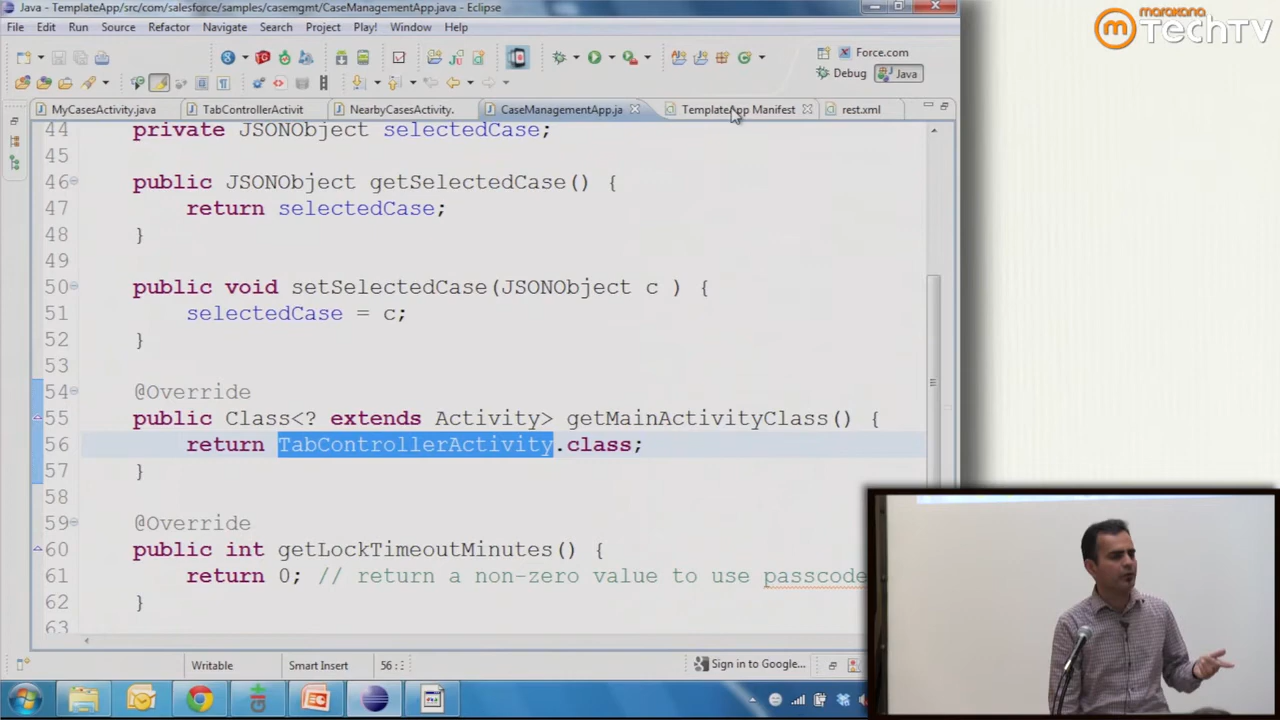 Java - TemplateApp/src/com/salesforce/samples/casemgmt/CaseManagementApp.java - Eclipse
maraкana
TechTV
File Edit Run Source Refactor Navigate Search Project Play! Window Help
Force.com
Debug Java
MyCasesActivity.java TabControllerActivit NearbyCasesActivity. CaseManagementApp.ja TemplateApp Manifest rest.xml
44 private JSONObject selectedCase;
45
46 public JSONObject getSelectedCase() {
47 return selectedCase;
48 }
49
50 public void setSelectedCase(JSONObject c ) {
51 selectedCase = c;
52 }
53
54 @Override
55 public Class<? extends Activity> getMainActivityClass() {
56 return TabControllerActivity.class;
57 }
58
59 @Override
60 public int getLockTimeoutMinutes() {
61 return 0; // return a non-zero value to use passcode
62 }
63
Writable Smart Insert 56 : Sign in to Google...